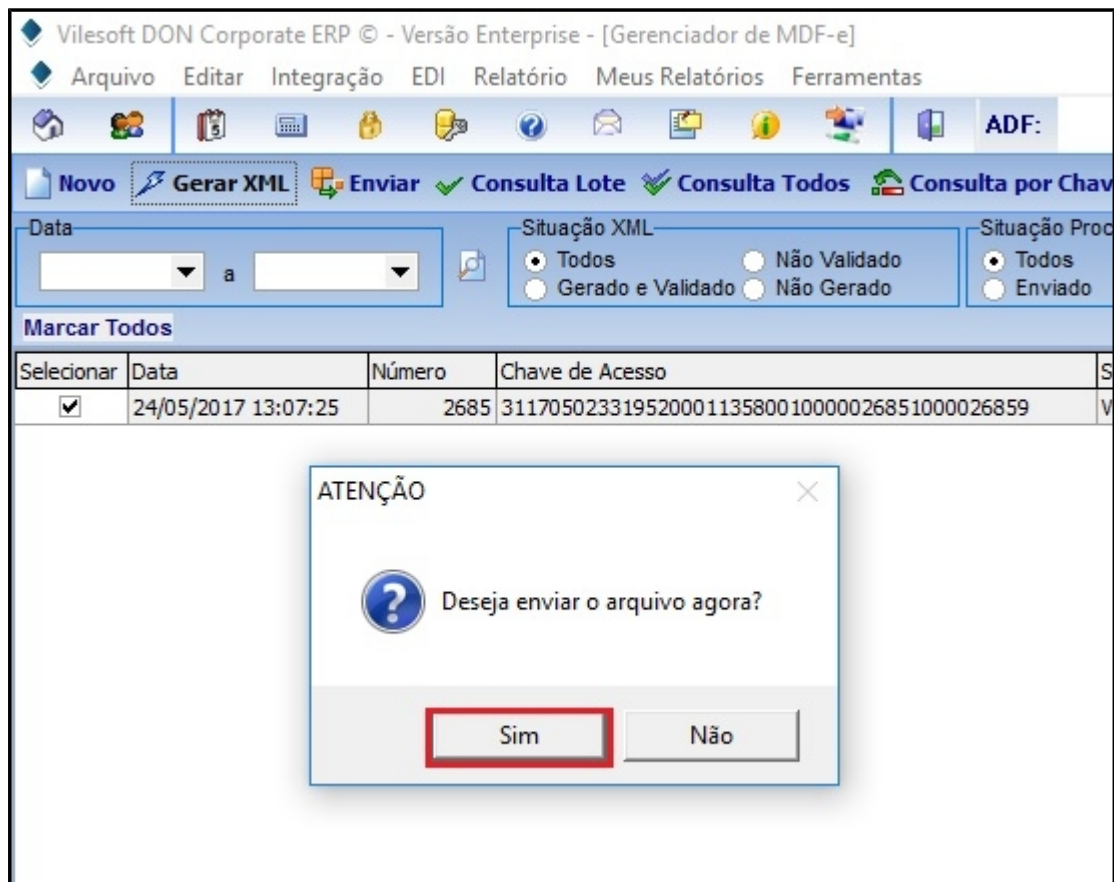 Vilesoft DON Corporate ERP © - Versão Enterprise - [Gerenciador de MDF-e]
Arquivo Editar Integração EDI Relatório Meus Relatórios Ferramentas
5 ADF:
Novo Gerar XML Enviar Consulta Lote Consulta Todos Consulta por Chav
Data Situação XML Situação Proc
a Todos Não Validado Todos
Gerado e Validado Não Gerado Enviado
Marcar Todos
Selecionar Data Número Chave de Acesso S
24/05/2017 13:07:25 2685 31170502331952000113580010000026851000026859
ATENÇÃO
Deseja enviar o arquivo agora?
Sim Não